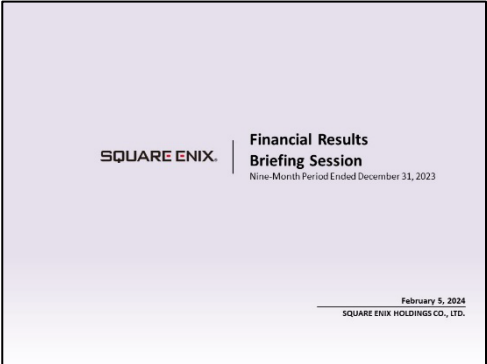 SQUARE ENIX.
Financial Results
Briefing Session
Nine-Month Period Ended December 31, 2023
February 5, 2024
SQUARE ENIX HOLDINGS CO., LTD.